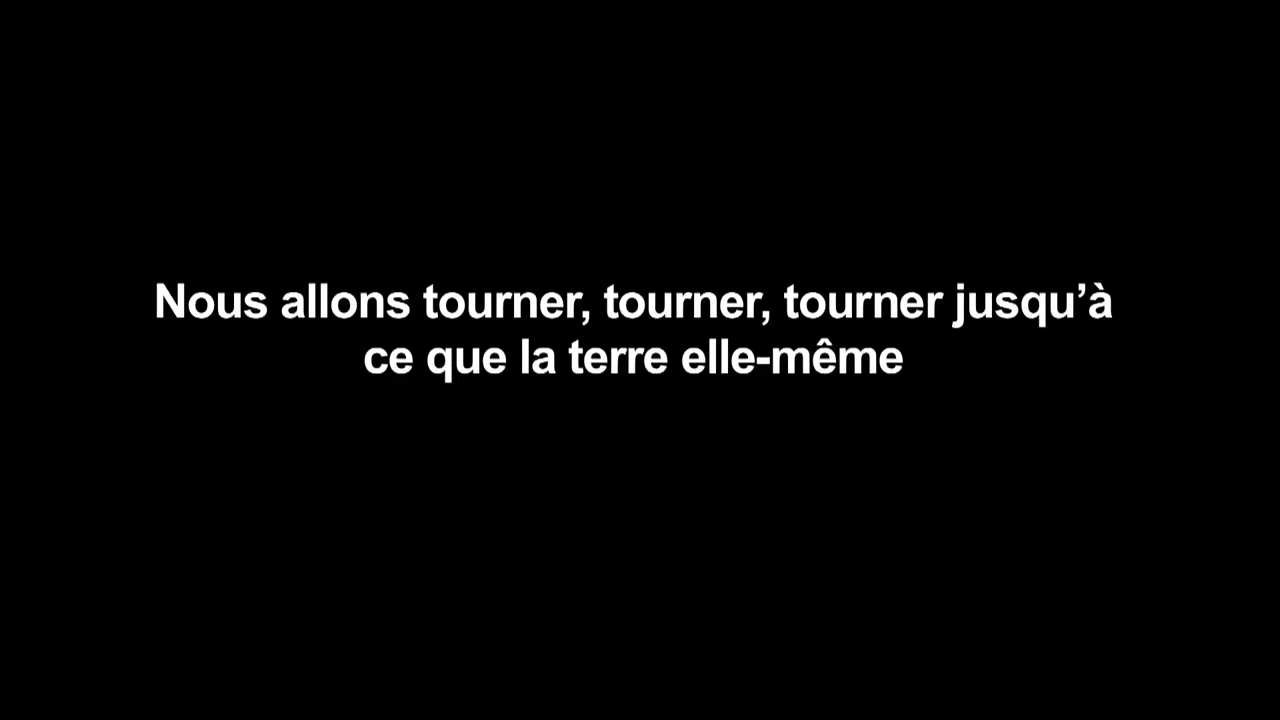 Nous allons tourner, tourner, tourner jusqu’à
ce que la terre elle-même